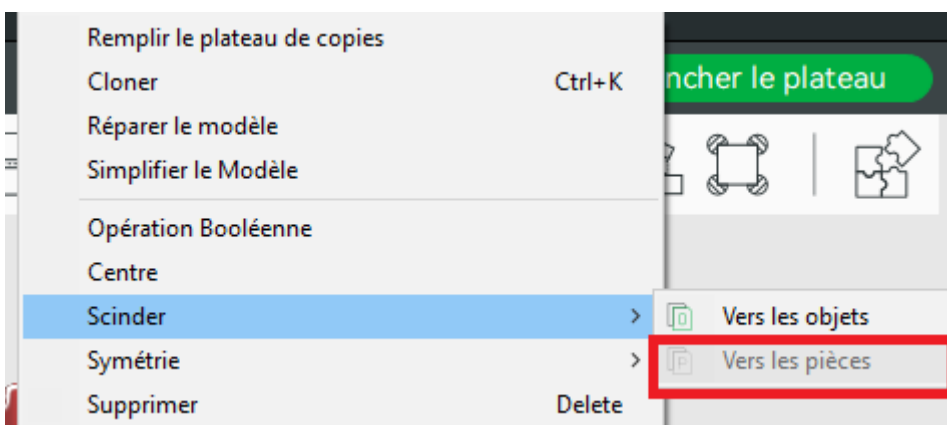 Remplir le plateau de copies
Cloner Ctrl+K
ncher le plateau
Réparer le modèle
Simplifier le Modèle
Opération Booléenne
Centre
Scinder > Vers les objets
Symétrie > Vers les pièces
Supprimer Delete